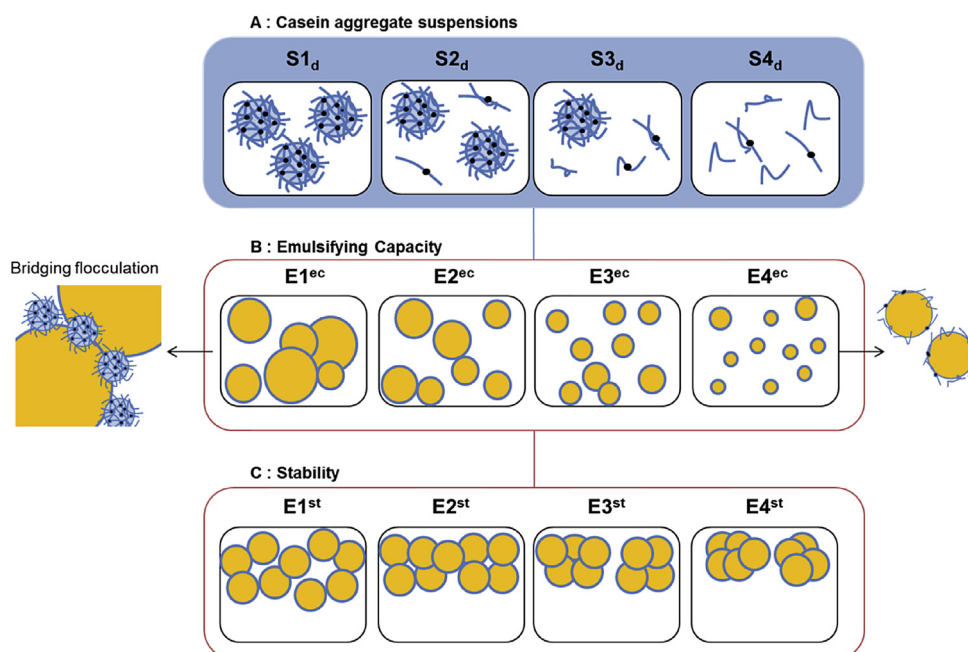 A : Casein aggregate suspensions
S1d S2d S3d S4d
B : Emulsifying Capacity
Bridging flocculation
E1ec E2ec E3ec E4ec
C : Stability
E1st E2st E3st E4st